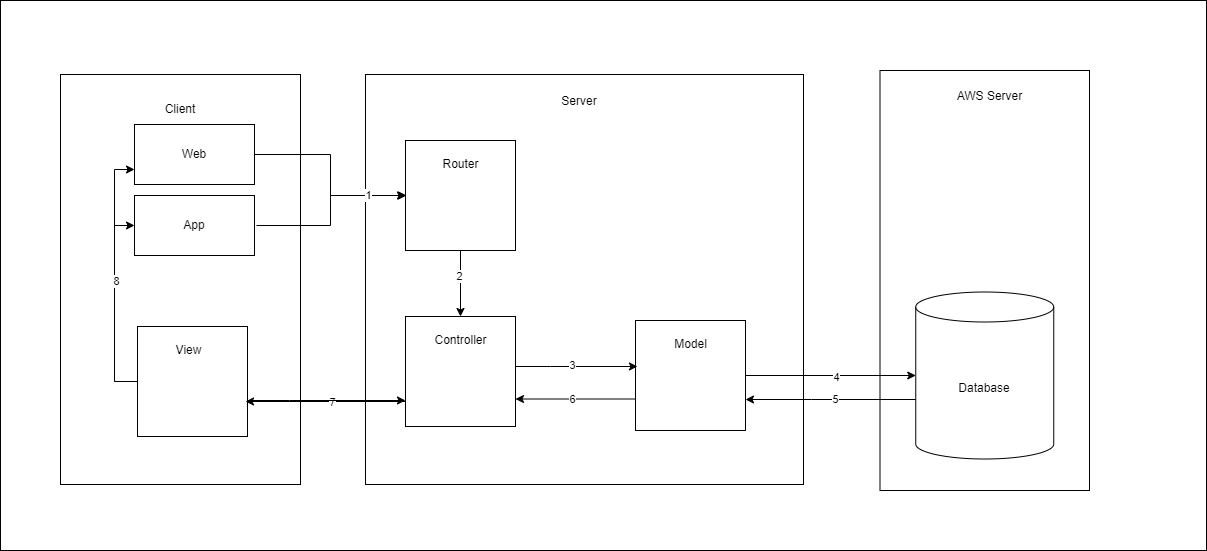 Client
Server
AWS Server
Web
Router
App
1
2
8
View
Controller
Model
3
4
Database
7
6
5